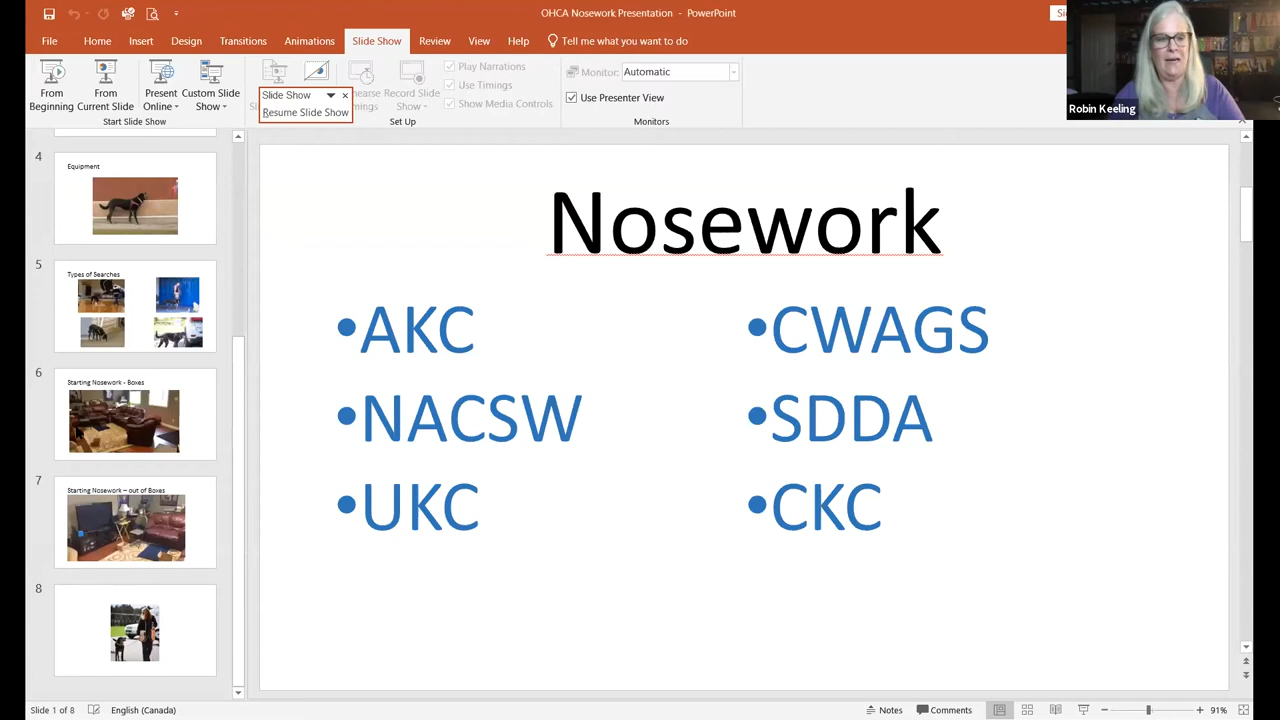 OHCA Nosework Presentation - PowerPoint
File Home Insert Design Transitions Animations Slide Show Review View Help Tell me what you want to do
From Beginning
From Current Slide
Present Online
Custom Slide Show
Start Slide Show
Slide Show
Resume Slide Show
Record Slide Show
Set Up
Play Narrations
Use Timings
Show Media Controls
Monitor: Automatic
Use Presenter View
Monitors
Robin Keeling
4
Equipment
5
Types of Searches
6
Starting Nosework - Boxes
7
Starting Nosework – out of Boxes
8
Nosework
•AKC
•NACSW
•UKC
•CWAGS
•SDDA
•CKC
Slide 1 of 8 English (Canada) Notes Comments 91%